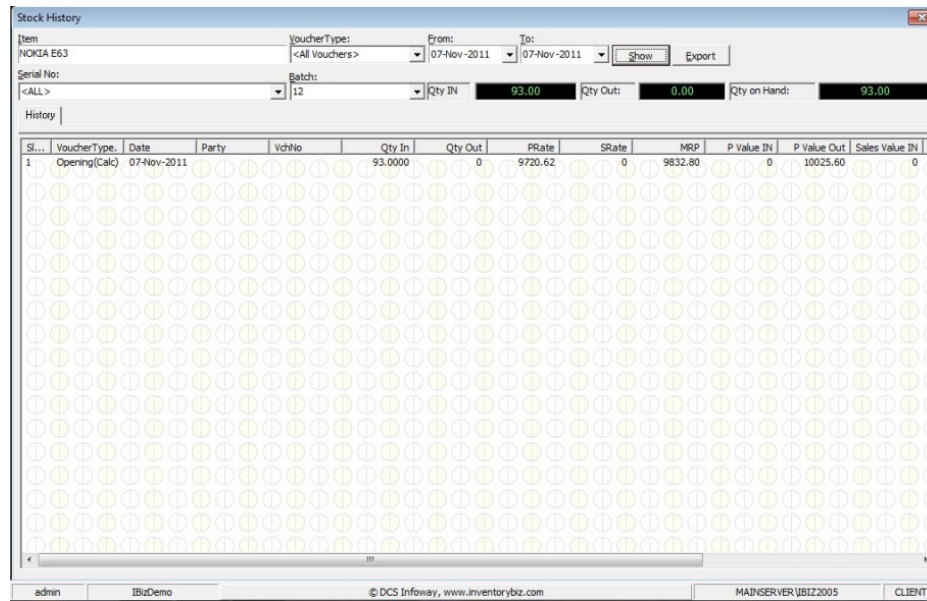 Stock History
Item VoucherType: From: To:
NOKIA E63 <All Vouchers> 07-Nov-2011 07-Nov-2011 Show Export
Serial No: Batch:
<ALL> 12 Qty IN 93.00 Qty Out: 0.00 Qty on Hand: 93.00
History
Sl... VoucherType. Date Party VchNo Qty In Qty Out PRate SRate MRP P Value IN P Value Out Sales Value IN
1 Opening(Calc) 07-Nov-2011 93.0000 0 9720.62 0 9832.80 0 10025.60 0
admin IBizDemo © DCS Infoway, www.inventorybiz.com MAINSERVER\IBIZ2005 CLIENT